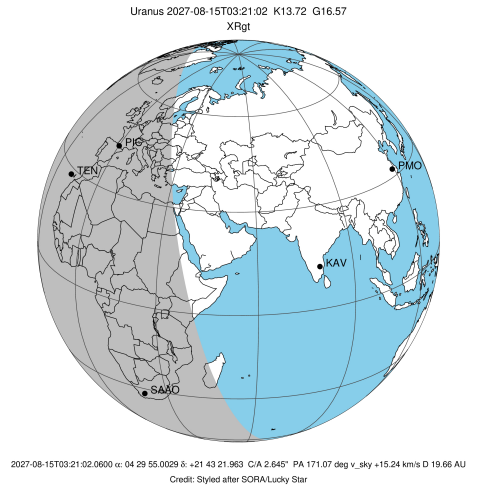 Uranus 2027-08-15T03:21:02 K13.72 G16.57
XRgt
PIC
TEN
PMO
KAV
SAAO
2027-08-15T03:21:02.0600 α: 04 29 55.0029 δ: +21 43 21.963 C/A 2.645" PA 171.07 deg v_sky +15.24 km/s D 19.66 AU
Credit: Styled after SORA/Lucky Star